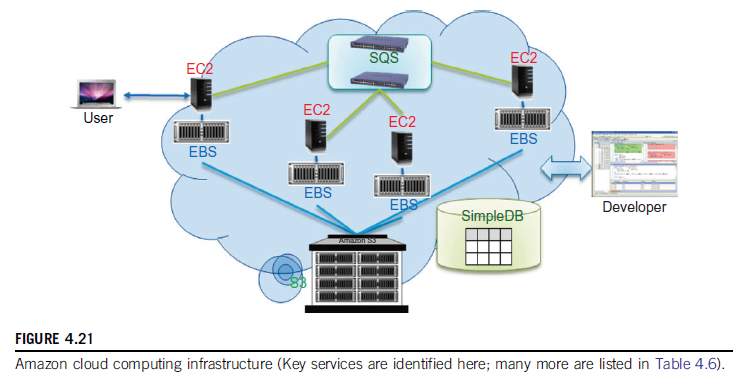 SQS
EC2
EC2
EC2
EC2
User
EBS
EBS
EBS
EBS
Developer
SimpleDB
Amazon S3
S3
FIGURE 4.21
Amazon cloud computing infrastructure (Key services are identified here; many more are listed in Table 4.6).